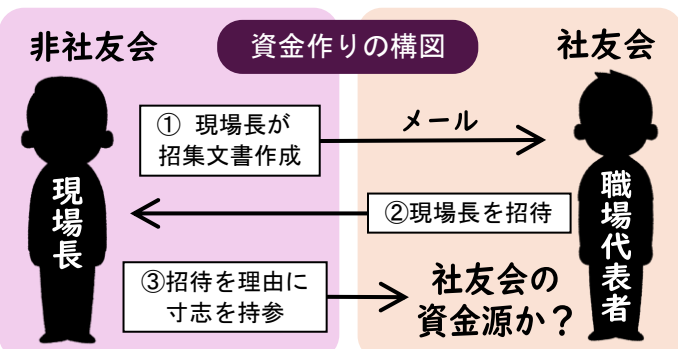 非社友会
資金作りの構図
社友会
① 現場長が
招集文書作成
メール
現場長
職場代表者
②現場長を招待
③招待を理由に
寸志を持参
社友会の
資金源か？